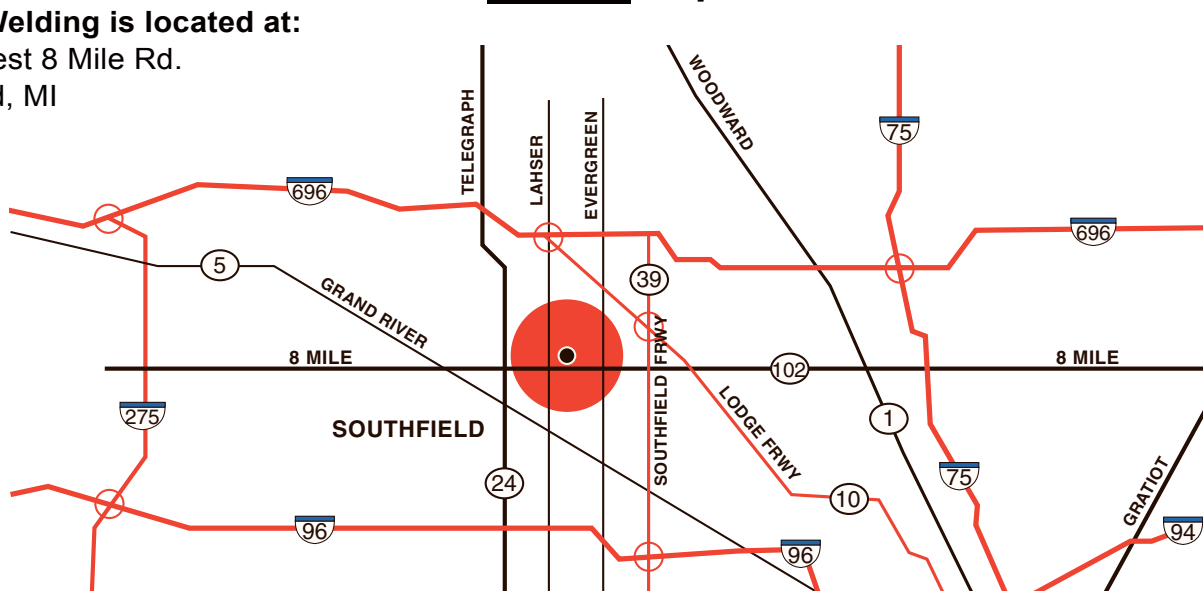 Welding is located at:
est 8 Mile Rd.
d, MI
TELEGRAPH
LAHSER
EVERGREEN
WOODWARD
75
696
696
5
39
GRAND RIVER
SOUTHFIELD FRWY
8 MILE
102
8 MILE
275
SOUTHFIELD
LODGE FRWY
1
24
10
75
GRATIOT
96
96
94